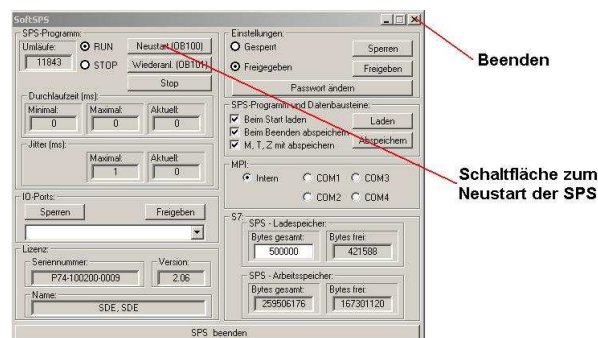 SoftSPS
SPS-Programm:
Umläufe:
11843
RUN
STOP
Neustart (OB100)
Wiederanl. (OB101)
Stop
Durchlaufzeit (ms):
Minimal:
0
Maximal:
0
Aktuell:
0
Jitter (ms):
Maximal:
1
Aktuell:
0
IO-Ports:
Sperren
Freigeben
Lizenz:
Seriennummer:
P74-100200-0009
Version:
2.06
Name:
SDE, SDE
Einstellungen:
Gesperrt
Freigegeben
Sperren
Freigeben
Passwort ändern
SPS-Programm und Datenbausteine:
Beim Start laden
Beim Beenden abspeichern
M, T, Z mit abspeichern
Laden
Abspeichern
MPI:
Intern
COM1
COM3
COM2
COM4
S7:
SPS - Ladespeicher:
Bytes gesamt:
500000
Bytes frei:
421588
SPS - Arbeitsspeicher:
Bytes gesamt:
259506176
Bytes frei:
167301120
SPS beenden
Beenden
Schaltfläche zum
Neustart der SPS